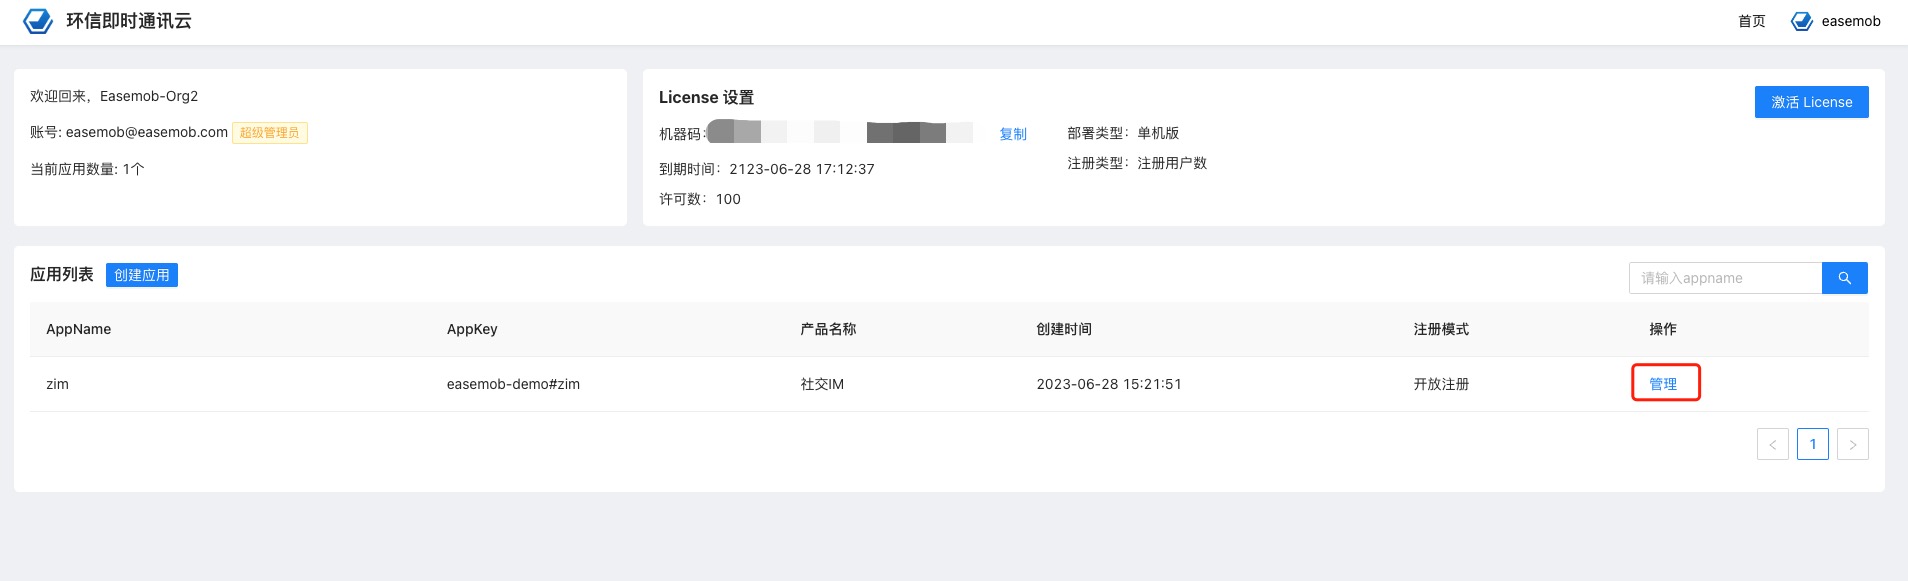 环信即时通讯云
首页
easemob
欢迎回来，Easemob-Org2
账号: easemob@easemob.com 超级管理员
当前应用数量: 1个
License 设置
激活 License
机器码: 复制
部署类型：单机版
到期时间：2123-06-28 17:12:37
注册类型：注册用户数
许可数：100
应用列表 创建应用
请输入appname
AppName AppKey 产品名称 创建时间 注册模式 操作
zim easemob-demo#zim 社交IM 2023-06-28 15:21:51 开放注册 管理
< 1 >